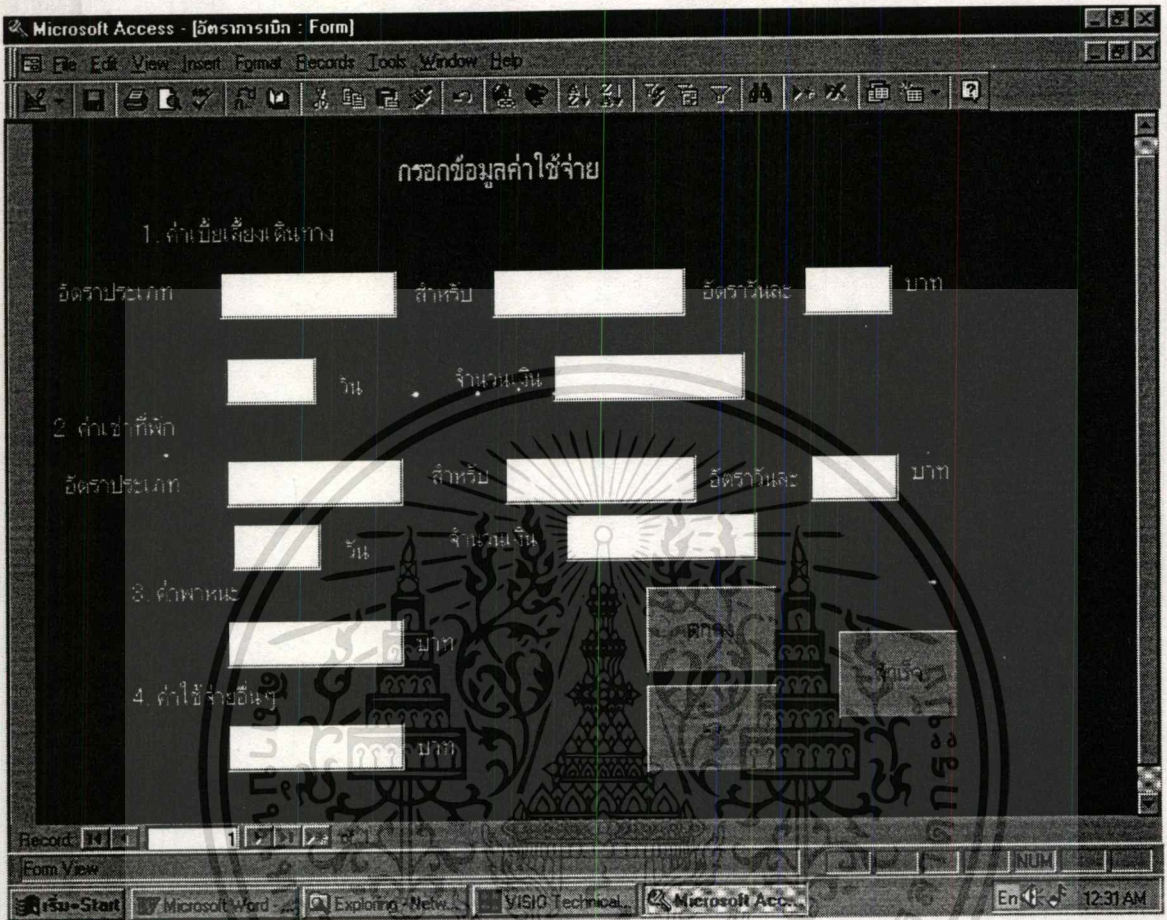 Microsoft Access - [อัตราการเบิก : Form]
File Edit View Insert Format Records Tools Window Help
กรอกข้อมูลค่าใช้จ่าย
1. ค่าเบี้ยเลี้ยงเดินทาง
อัตราประเภท สำหรับ อัตราวันละ บาท
วัน จำนวนเงิน
2. ค่าเช่าที่พัก
อัตราประเภท สำหรับ อัตราวันละ บาท
วัน จำนวนเงิน
3. ค่าพาหนะ
บาท ตกลง
สำเร็จ
4. ค่าใช้จ่ายอื่นๆ
บาท
Record: 1 of 1
Form View NUM
เริ่ม-Start Microsoft Word - ... Exploring - Netw... VISIO Technical... Microsoft Acc... En 12:31 AM